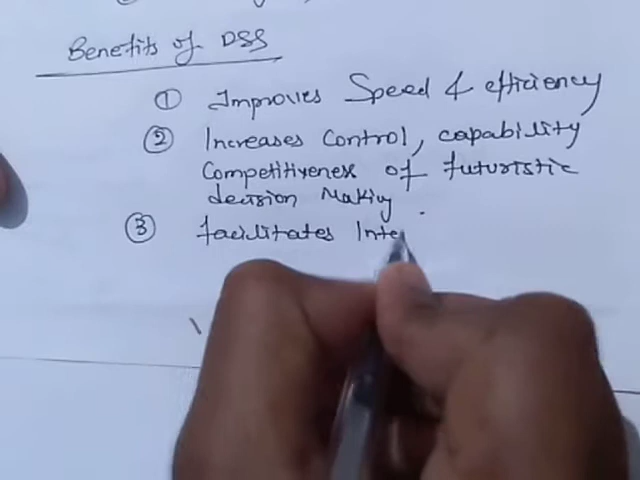 Benefits of DSS
① Improves Speed & efficiency
② Increases Control, capability
Competitiveness of futuristic
decision Making.
③ facilitates Inte